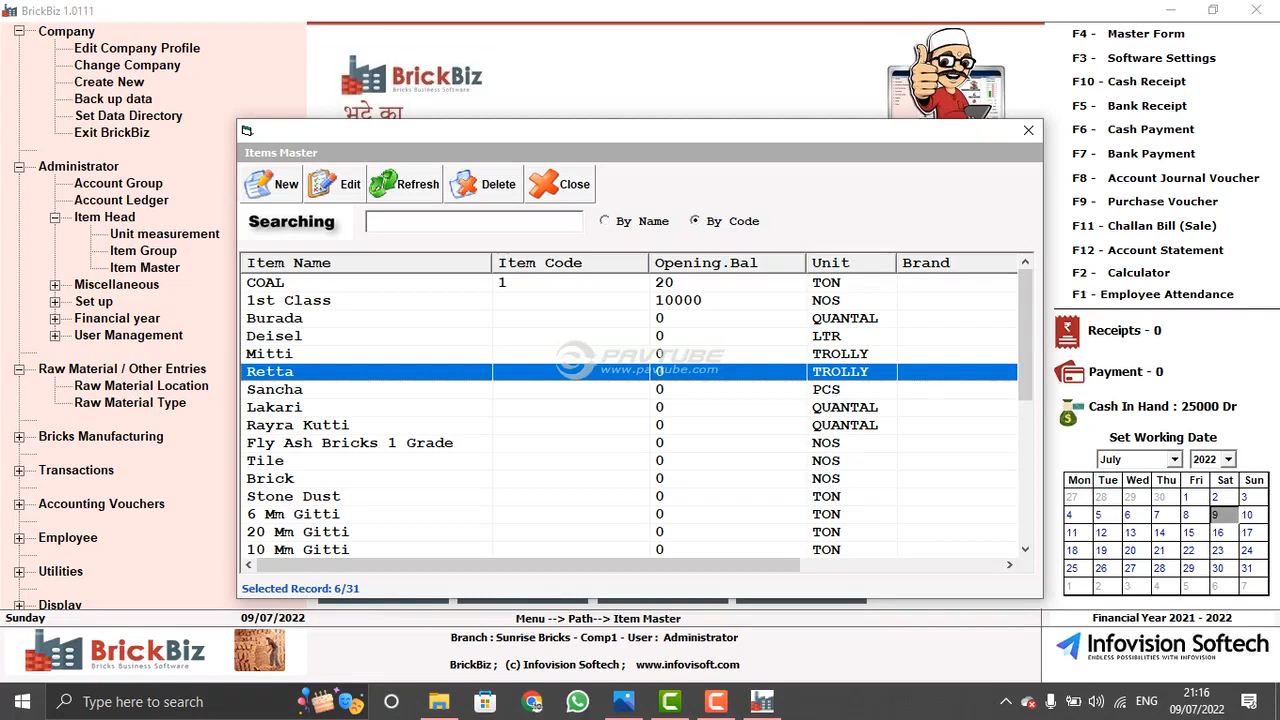 BrickBiz 1.0111
Company
Edit Company Profile
Change Company
Create New
Back up data
Set Data Directory
Exit BrickBiz
Administrator
Account Group
Account Ledger
Item Head
Unit measurement
Item Group
Item Master
Miscellaneous
Set up
Financial year
User Management
Raw Material / Other Entries
Raw Material Location
Raw Material Type
Bricks Manufacturing
Transactions
Accounting Vouchers
Employee
Utilities
Display
BrickBiz
Bricks Business Software
भट्टे का
Items Master
New Edit Refresh Delete Close
Searching By Name By Code
Item Name Item Code Opening.Bal Unit Brand
COAL 1 20 TON
1st Class 10000 NOS
Burada 0 QUANTAL
Deisel 0 LTR
Mitti 0 TROLLY
Retta 0 TROLLY
Sancha 0 PCS
Lakari 0 QUANTAL
Rayra Kutti 0 QUANTAL
Fly Ash Bricks 1 Grade 0 NOS
Tile 0 NOS
Brick 0 NOS
Stone Dust 0 TON
6 Mm Gitti 0 TON
20 Mm Gitti 0 TON
10 Mm Gitti 0 TON
PAVTUBE
www.pavtube.com
Selected Record: 6/31
F4 - Master Form
F3 - Software Settings
F10 - Cash Receipt
F5 - Bank Receipt
F6 - Cash Payment
F7 - Bank Payment
F8 - Account Journal Voucher
F9 - Purchase Voucher
F11 - Challan Bill (Sale)
F12 - Account Statement
F2 - Calculator
F1 - Employee Attendance
Receipts - 0
Payment - 0
Cash In Hand : 25000 Dr
Set Working Date
July 2022
Mon Tue Wed Thu Fri Sat Sun
27 28 29 30 1 2 3
4 5 6 7 8 9 10
11 12 13 14 15 16 17
18 19 20 21 22 23 24
25 26 27 28 29 30 31
1 2 3 4 5 6 7
Sunday 09/07/2022 Menu --> Path--> Item Master Financial Year 2021 - 2022
BrickBiz
Bricks Business Software
Branch : Sunrise Bricks - Comp1 - User : Administrator
BrickBiz ; (c) Infovision Softech ; www.infovisoft.com
Infovision Softech
ENDLESS POSSIBILITIES WITH INFOVISION
Type here to search
ENG
21:16
09/07/2022